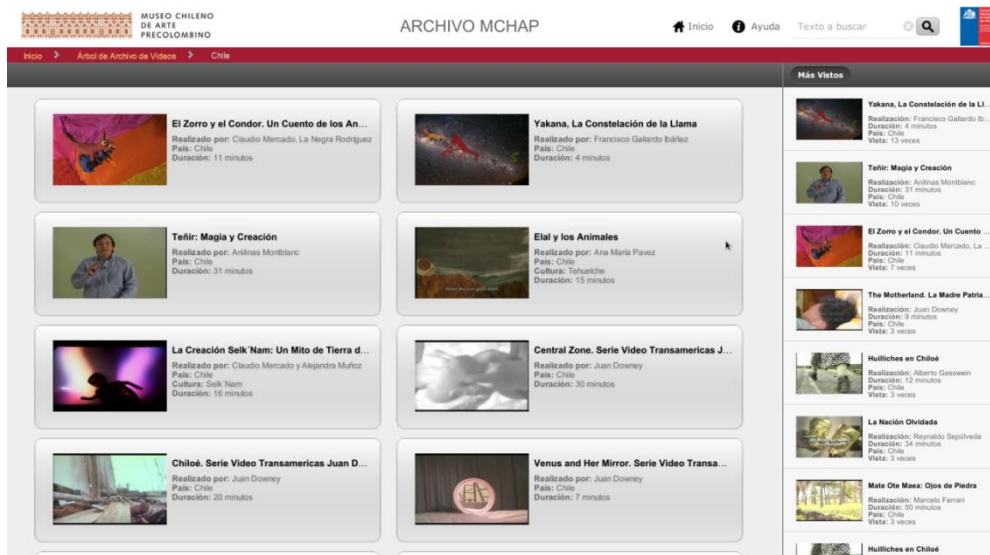 MUSEO CHILENO
DE ARTE
PRECOLOMBINO
ARCHIVO MCHAP
Inicio
Ayuda
Texto a buscar
Inicio
Árbol de Archivo de Videos
Chile
Más Vistos
El Zorro y el Condor. Un Cuento de los An...
Realizado por: Claudio Mercado, La Negra Rodríguez
País: Chile
Duración: 11 minutos
Yakana, La Constelación de la Llama
Realizado por: Francisco Gallardo Ibáñez
País: Chile
Duración: 4 minutos
Teñir: Magia y Creación
Realizado por: Anilinas Montblanc
País: Chile
Duración: 31 minutos
Elal y los Animales
Realizado por: Ana María Pavez
País: Chile
Cultura: Tehuelche
Duración: 15 minutos
La Creación Selk´Nam: Un Mito de Tierra d...
Realizado por: Claudio Mercado y Alejandra Muñoz
País: Chile
Cultura: Selk´Nam
Duración: 16 minutos
Central Zone. Serie Video Transamericas J...
Realizado por: Juan Downey
País: Chile
Duración: 30 minutos
Chiloé. Serie Video Transamericas Juan D...
Realizado por: Juan Downey
País: Chile
Duración: 20 minutos
Venus and Her Mirror. Serie Video Transa...
Realizado por: Juan Downey
País: Chile
Duración: 7 minutos
Yakana, La Constelación de la Ll...
Realización: Francisco Gallardo Ib...
Duración: 4 minutos
País: Chile
Vista: 13 veces
Teñir: Magia y Creación
Realización: Anilinas Montblanc
Duración: 31 minutos
País: Chile
Vista: 10 veces
El Zorro y el Condor. Un Cuento ...
Realización: Claudio Mercado, La ...
Duración: 11 minutos
País: Chile
Vista: 7 veces
The Motherland. La Madre Patria...
Realización: Juan Downey
Duración: 9 minutos
País: Chile
Vista: 3 veces
Huilliches en Chiloé
Realización: Alberto Gesswein
Duración: 12 minutos
País: Chile
Vista: 3 veces
La Nación Olvidada
Realización: Reynaldo Sepúlveda
Duración: 34 minutos
País: Chile
Vista: 3 veces
Mate Ote Maea: Ojos de Piedra
Realización: Marcelo Ferrari
Duración: 50 minutos
País: Chile
Vista: 3 veces
Huilliches en Chiloé